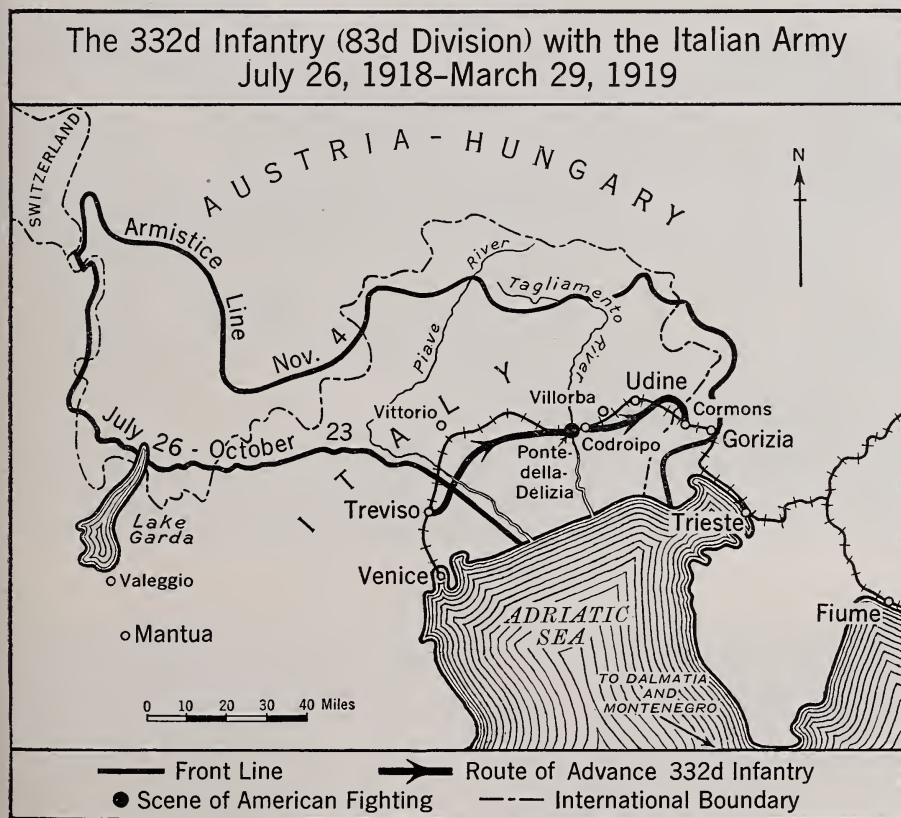 The 332d Infantry (83d Division) with the Italian Army
July 26, 1918–March 29, 1919
SWITZERLAND
AUSTRIA-HUNGARY
N
Armistice
Line
Nov. 4
River
Piave
Tagliamento
River
ITALY
Vittorio
Villorba
Udine
Cormons
Gorizia
Codroipo
Ponte-
della-
Delizia
July 26 - October 23
Treviso
Trieste
Lake
Garda
Valeggio
Venice
Mantua
Fiume
ADRIATIC
SEA
TO DALMATIA
AND
MONTENEGRO
0 10 20 30 40 Miles
Front Line
Route of Advance 332d Infantry
Scene of American Fighting
International Boundary